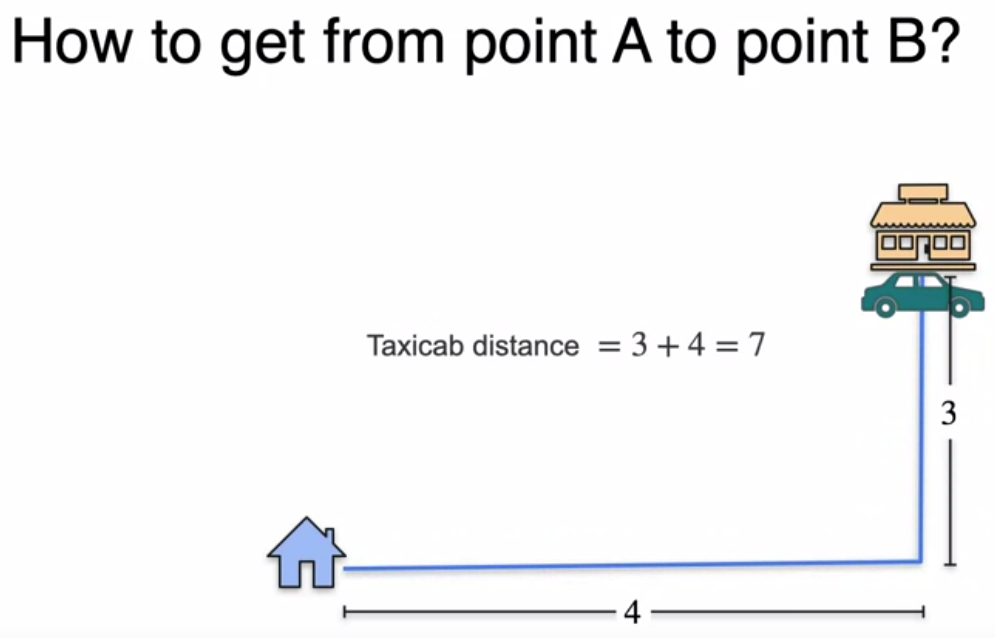 How to get from point A to point B?
Taxicab distance = 3 + 4 = 7
3
4